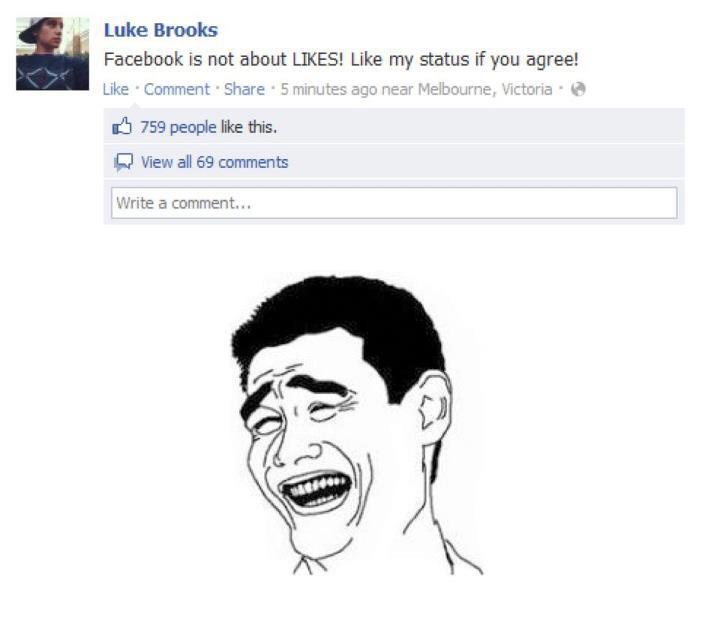 Luke Brooks
Facebook is not about LIKES! Like my status if you agree!
Like · Comment · Share · 5 minutes ago near Melbourne, Victoria ·
759 people like this.
View all 69 comments
Write a comment...